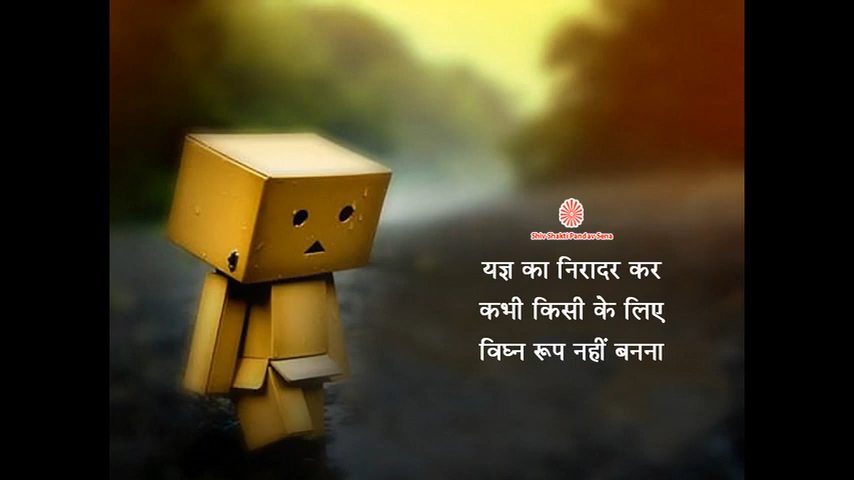 Shiv Shakti Pandav Sena
यज्ञ का निरादर कर
कभी किसी के लिए
विघ्न रूप नहीं बनना